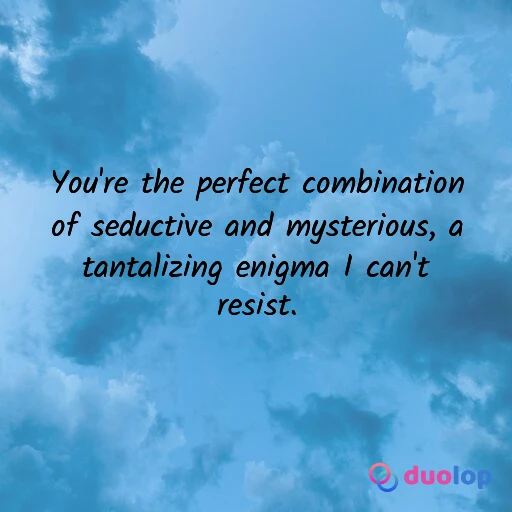 You're the perfect combination
of seductive and mysterious, a
tantalizing enigma I can't
resist.
duolop